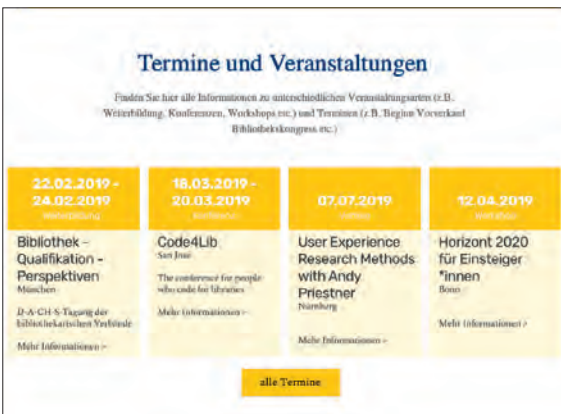 Termine und Veranstaltungen
Finden Sie hier alle Informationen zu unterschiedlichen Veranstaltungsarten (z.B.
Weiterbildung, Konferenzen, Workshops etc.) und Terminen (z.B. Beginn Vorverkauf
Bibliothekskongress etc.)
22.02.2019 -
24.02.2019
Bibliothek -
Qualifikation -
Perspektiven
München
D-A-CH-S-Tagung der
bibliothekarischen Verbände
Mehr Informationen >
18.03.2019 -
20.03.2019
Code4Lib
San José
The conference for people
who code for libraries
Mehr Informationen >
07.07.2019
User Experience
Research Methods
with Andy
Priestner
Nürnburg
Mehr Informationen >
12.04.2019
Horizont 2020
für Einsteiger
*innen
Bonn
Mehr Informationen >
alle Termine